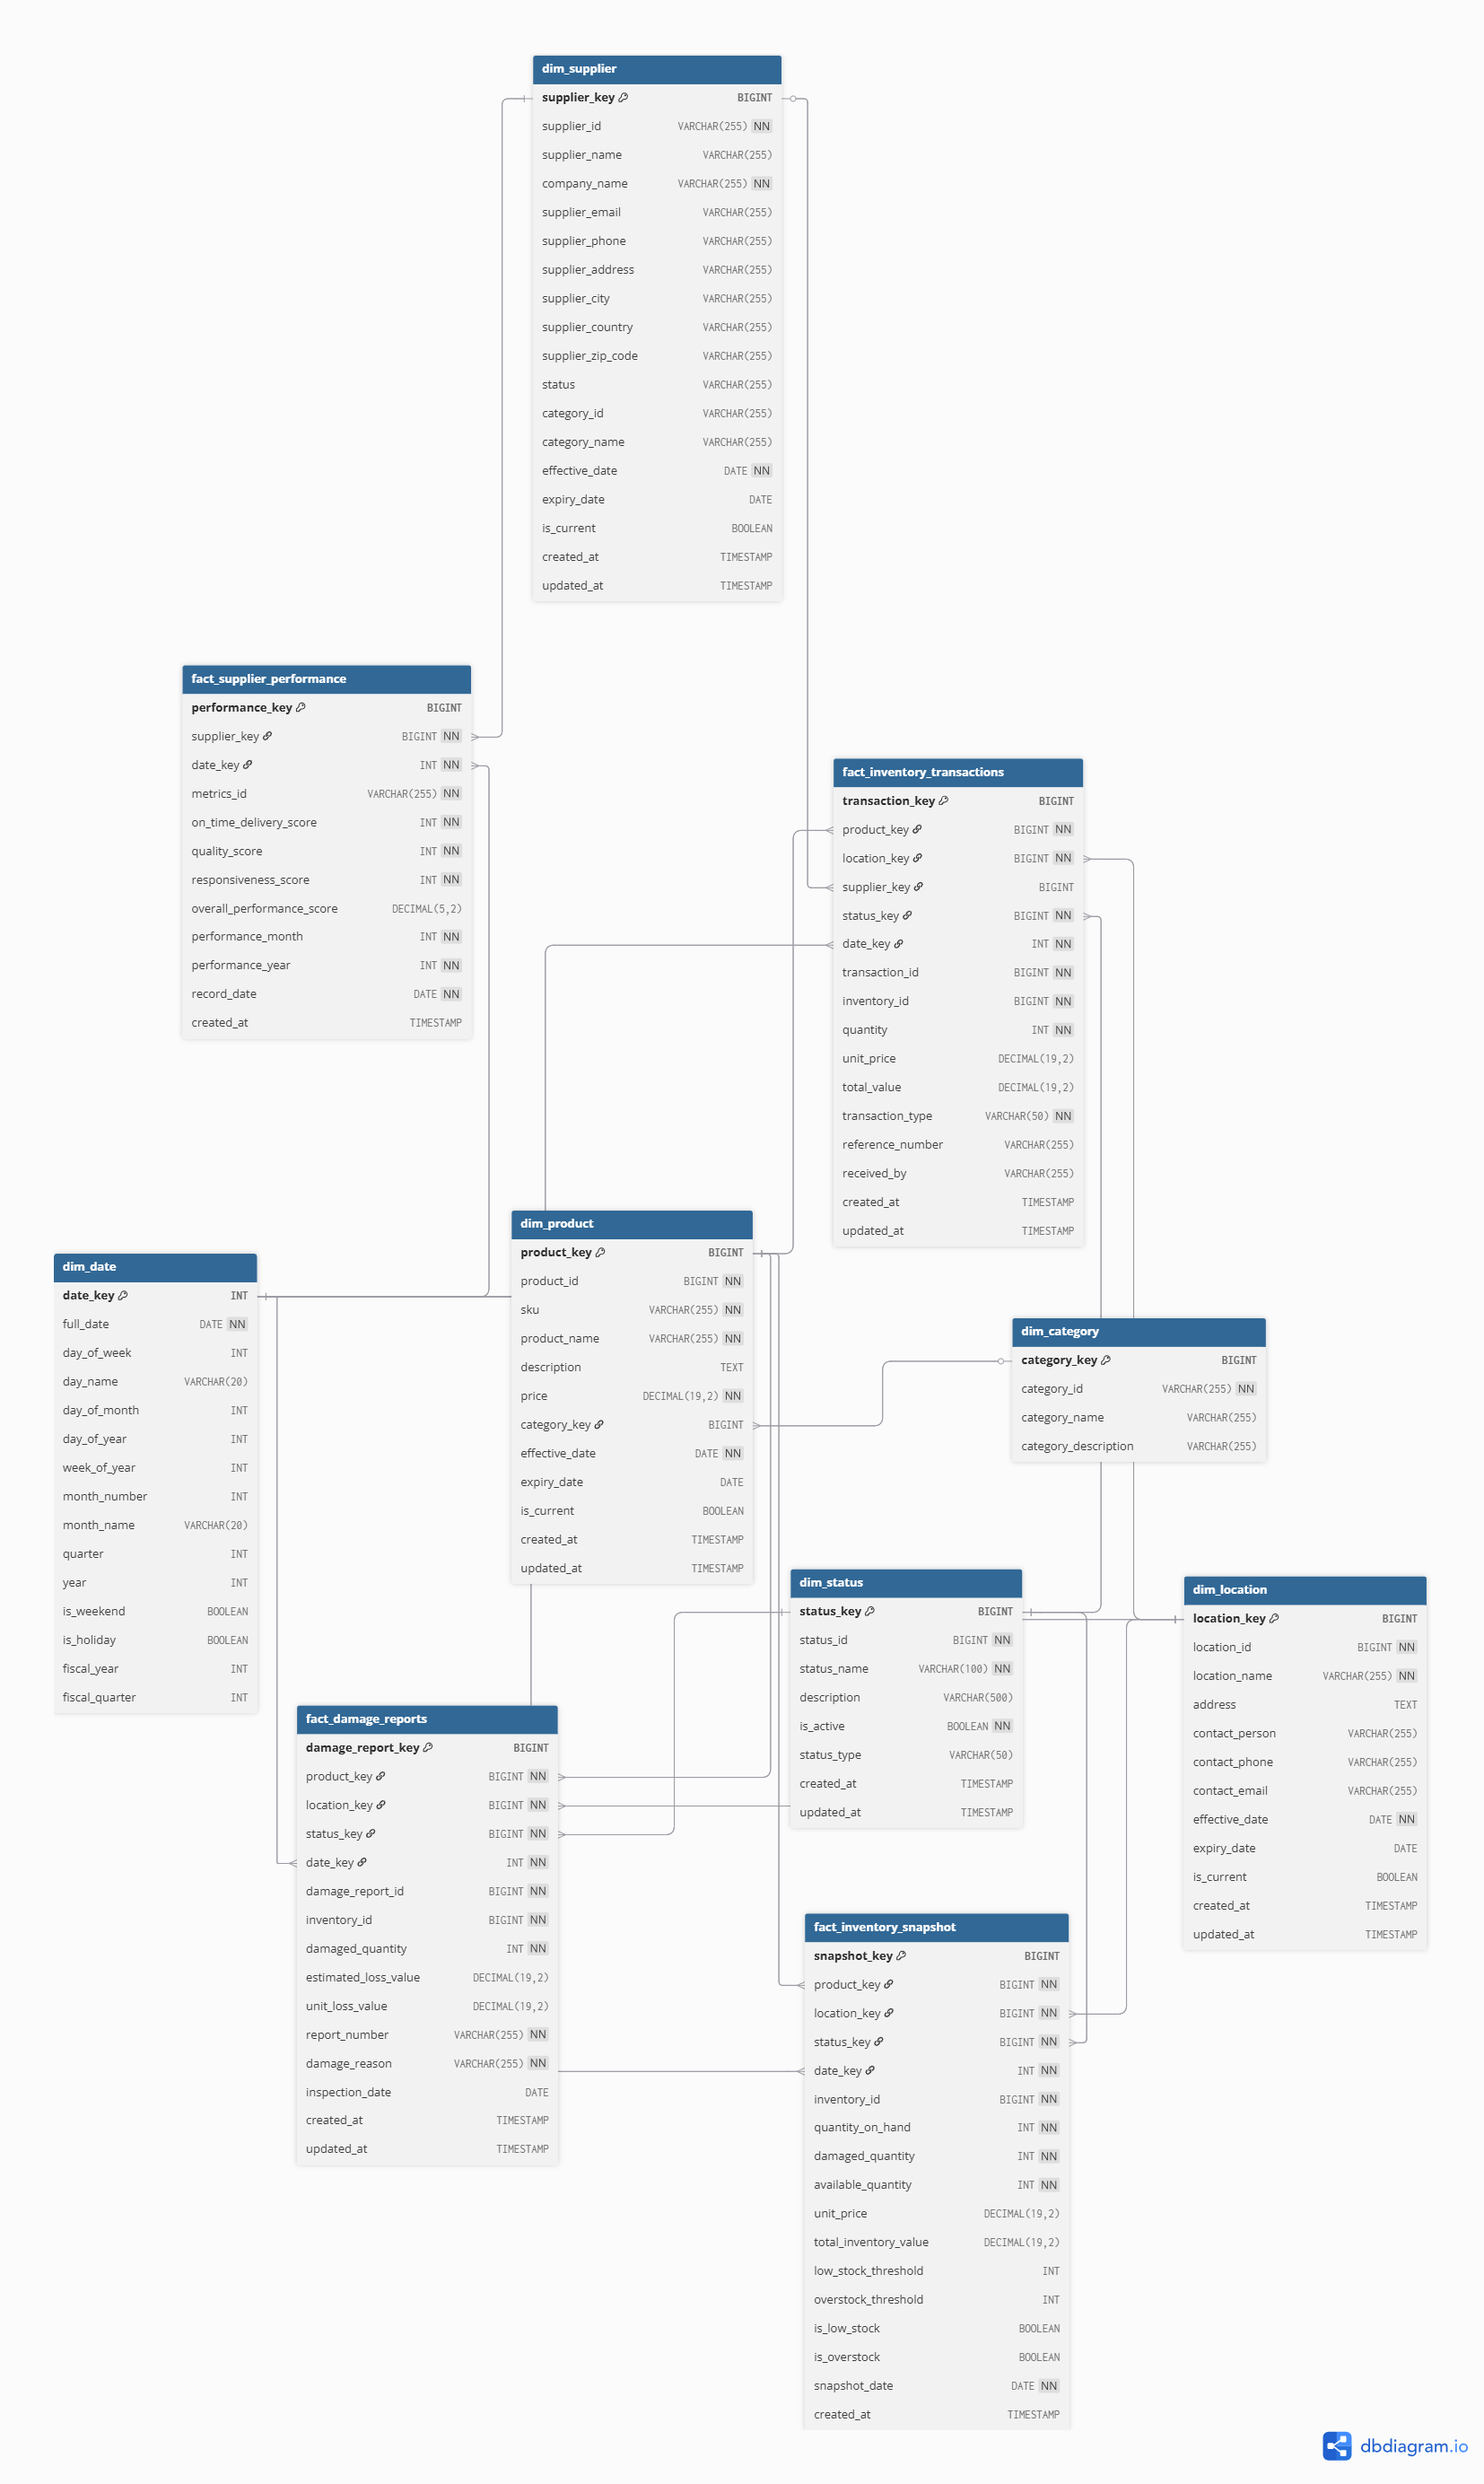 dim_supplier
supplier_key BIGINT
supplier_id VARCHAR(255) NN
supplier_name VARCHAR(255)
company_name VARCHAR(255) NN
supplier_email VARCHAR(255)
supplier_phone VARCHAR(255)
supplier_address VARCHAR(255)
supplier_city VARCHAR(255)
supplier_country VARCHAR(255)
supplier_zip_code VARCHAR(255)
status VARCHAR(255)
category_id VARCHAR(255)
category_name VARCHAR(255)
effective_date DATE NN
expiry_date DATE
is_current BOOLEAN
created_at TIMESTAMP
updated_at TIMESTAMP
fact_supplier_performance
performance_key BIGINT
supplier_key BIGINT NN
date_key INT NN
metrics_id VARCHAR(255) NN
on_time_delivery_score INT NN
quality_score INT NN
responsiveness_score INT NN
overall_performance_score DECIMAL(5,2)
performance_month INT NN
performance_year INT NN
record_date DATE NN
created_at TIMESTAMP
fact_inventory_transactions
transaction_key BIGINT
product_key BIGINT NN
location_key BIGINT NN
supplier_key BIGINT
status_key BIGINT NN
date_key INT NN
transaction_id BIGINT NN
inventory_id BIGINT NN
quantity INT NN
unit_price DECIMAL(19,2)
total_value DECIMAL(19,2)
transaction_type VARCHAR(50) NN
reference_number VARCHAR(255)
received_by VARCHAR(255)
created_at TIMESTAMP
updated_at TIMESTAMP
dim_product
product_key BIGINT
product_id BIGINT NN
sku VARCHAR(255) NN
product_name VARCHAR(255) NN
description TEXT
price DECIMAL(19,2) NN
category_key BIGINT
effective_date DATE NN
expiry_date DATE
is_current BOOLEAN
created_at TIMESTAMP
updated_at TIMESTAMP
dim_date
date_key INT
full_date DATE NN
day_of_week INT
day_name VARCHAR(20)
day_of_month INT
day_of_year INT
week_of_year INT
month_number INT
month_name VARCHAR(20)
quarter INT
year INT
is_weekend BOOLEAN
is_holiday BOOLEAN
fiscal_year INT
fiscal_quarter INT
dim_category
category_key BIGINT
category_id VARCHAR(255) NN
category_name VARCHAR(255)
category_description VARCHAR(255)
dim_status
status_key BIGINT
status_id BIGINT NN
status_name VARCHAR(100) NN
description VARCHAR(500)
is_active BOOLEAN NN
status_type VARCHAR(50)
created_at TIMESTAMP
updated_at TIMESTAMP
dim_location
location_key BIGINT
location_id BIGINT NN
location_name VARCHAR(255) NN
address TEXT
contact_person VARCHAR(255)
contact_phone VARCHAR(255)
contact_email VARCHAR(255)
effective_date DATE NN
expiry_date DATE
is_current BOOLEAN
created_at TIMESTAMP
updated_at TIMESTAMP
fact_damage_reports
damage_report_key BIGINT
product_key BIGINT NN
location_key BIGINT NN
status_key BIGINT NN
date_key INT NN
damage_report_id BIGINT NN
inventory_id BIGINT NN
damaged_quantity INT NN
estimated_loss_value DECIMAL(19,2)
unit_loss_value DECIMAL(19,2)
report_number VARCHAR(255) NN
damage_reason VARCHAR(255) NN
inspection_date DATE
created_at TIMESTAMP
updated_at TIMESTAMP
fact_inventory_snapshot
snapshot_key BIGINT
product_key BIGINT NN
location_key BIGINT NN
status_key BIGINT NN
date_key INT NN
inventory_id BIGINT NN
quantity_on_hand INT NN
damaged_quantity INT NN
available_quantity INT NN
unit_price DECIMAL(19,2)
total_inventory_value DECIMAL(19,2)
low_stock_threshold INT
overstock_threshold INT
is_low_stock BOOLEAN
is_overstock BOOLEAN
snapshot_date DATE NN
created_at TIMESTAMP
dbdiagram.io